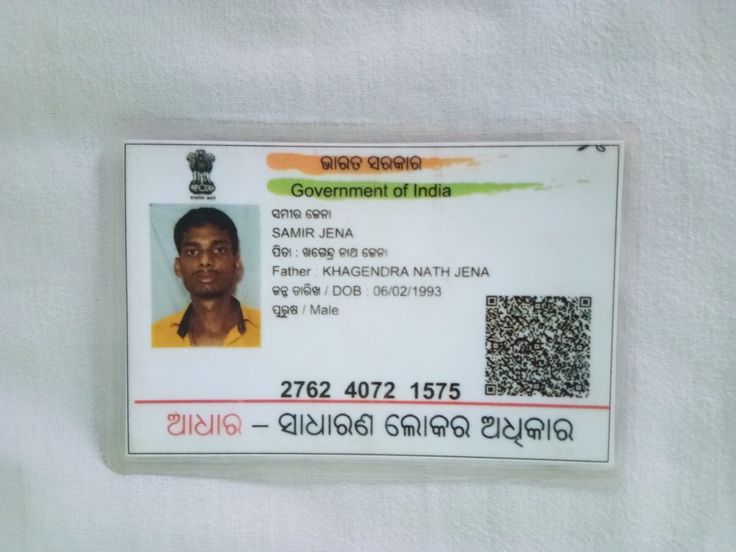 ଭାରତ ସରକାର
Government of India
ସମୀର ଜେନା
SAMIR JENA
ପିତା : ଖଗେନ୍ଦ୍ର ନାଥ ଜେନା
Father : KHAGENDRA NATH JENA
ଜନ୍ମ ତାରିଖ / DOB : 06/02/1993
ପୁରୁଷ / Male
2762 4072 1575
ଆଧାର – ସାଧାରଣ ଲୋକର ଅଧିକାର